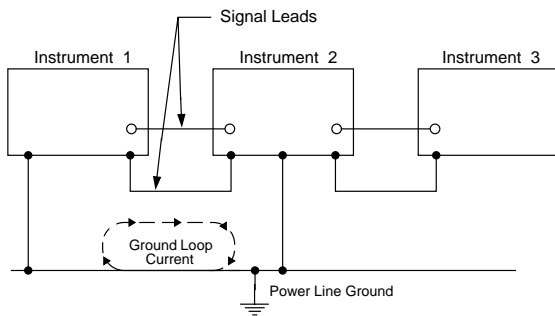 Signal Leads
Instrument 1
Instrument 2
Instrument 3
Ground Loop
Current
Power Line Ground